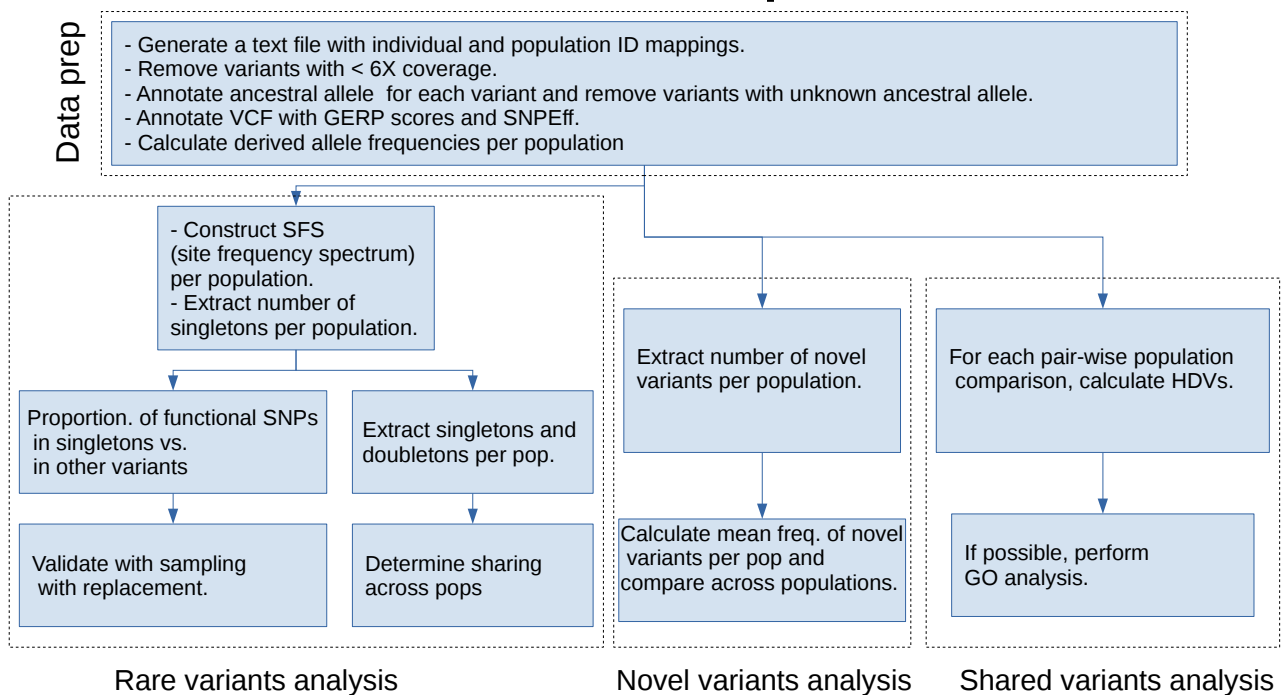 Data prep
- Generate a text file with individual and population ID mappings.
- Remove variants with < 6X coverage.
- Annotate ancestral allele for each variant and remove variants with unknown ancestral allele.
- Annotate VCF with GERP scores and SNPEff.
- Calculate derived allele frequencies per population
- Construct SFS
(site frequency spectrum)
per population.
- Extract number of
singletons per population.
Proportion. of functional SNPs
in singletons vs.
in other variants
Extract singletons and
doubletons per pop.
Validate with sampling
with replacement.
Determine sharing
across pops
Rare variants analysis
Extract number of novel
variants per population.
Calculate mean freq. of novel
variants per pop and
compare across populations.
Novel variants analysis
For each pair-wise population
comparison, calculate HDVs.
If possible, perform
GO analysis.
Shared variants analysis